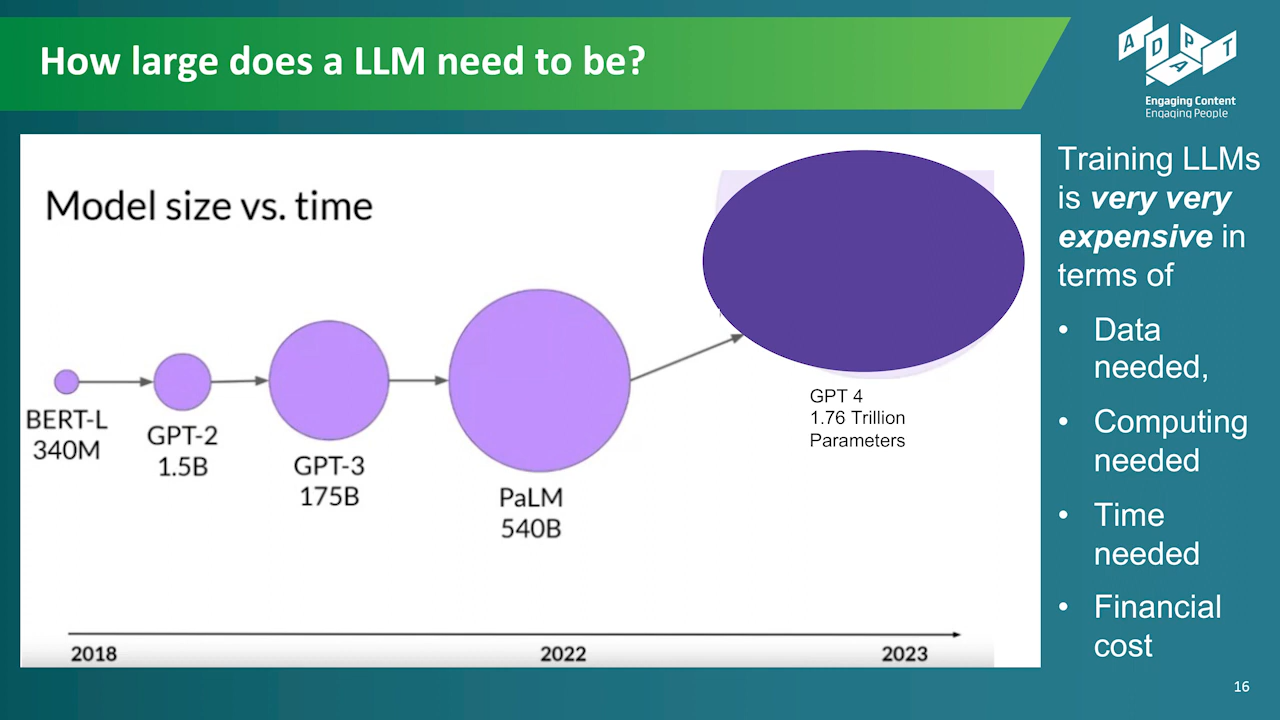 How large does a LLM need to be?
A D A P T
Engaging Content
Engaging People
Model size vs. time
BERT-L
340M
GPT-2
1.5B
GPT-3
175B
PaLM
540B
GPT 4
1.76 Trillion
Parameters
2018
2022
2023
Training LLMs
is very very
expensive in
terms of
• Data
needed,
• Computing
needed
• Time
needed
• Financial
cost
16